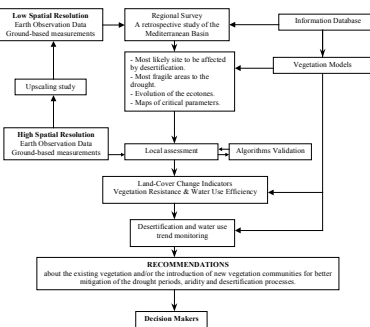 Low Spatial Resolution
Earth Observation Data
Ground-based measurements
Regional Survey
A retrospective study of the
Mediterranean Basin
Information Database
Vegetation Models
- Most likely site to be affected
by desertification.
- Most fragile areas to the
drought.
- Evolution of the ecotones.
- Maps of critical parameters.
Upscaling study
High Spatial Resolution
Earth Observation Data
Ground-based measurements
Local assessment
Algorithms Validation
Land-Cover Change Indicators
Vegetation Resistance & Water Use Efficiency
Desertification and water use
trend monitoring
RECOMMENDATIONS
about the existing vegetation and/or the introduction of new vegetation communities for better
mitigation of the drought periods, aridity and desertification processes.
Decision Makers